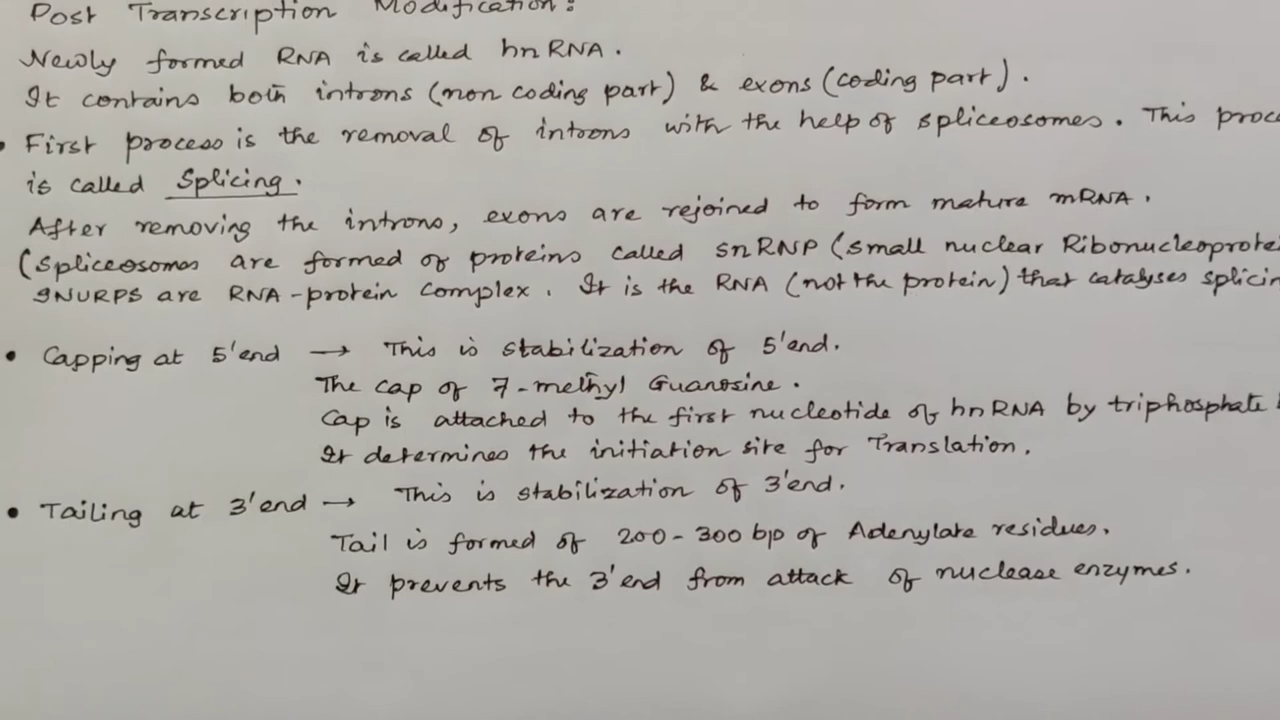 Post Transcription Modification:
Newly formed RNA is called hnRNA.
It contains both introns (non coding part) & exons (coding part).
• First process is the removal of introns with the help of spliceosomes. This proce
is called Splicing.
After removing the introns, exons are rejoined to form mature mRNA.
(Spliceosomes are formed of proteins called snRNP (small nuclear Ribonucleoprotei
SNURPS are RNA-protein complex. It is the RNA (not the protein) that catalyses splicin
• Capping at 5'end → This is stabilization of 5'end.
The cap of 7-methyl Guanosine.
Cap is attached to the first nucleotide of hnRNA by triphosphate
It determines the initiation site for Translation.
• Tailing at 3'end → This is stabilization of 3'end.
Tail is formed of 200-300 bp of Adenylate residues.
It prevents the 3'end from attack of nuclease enzymes.